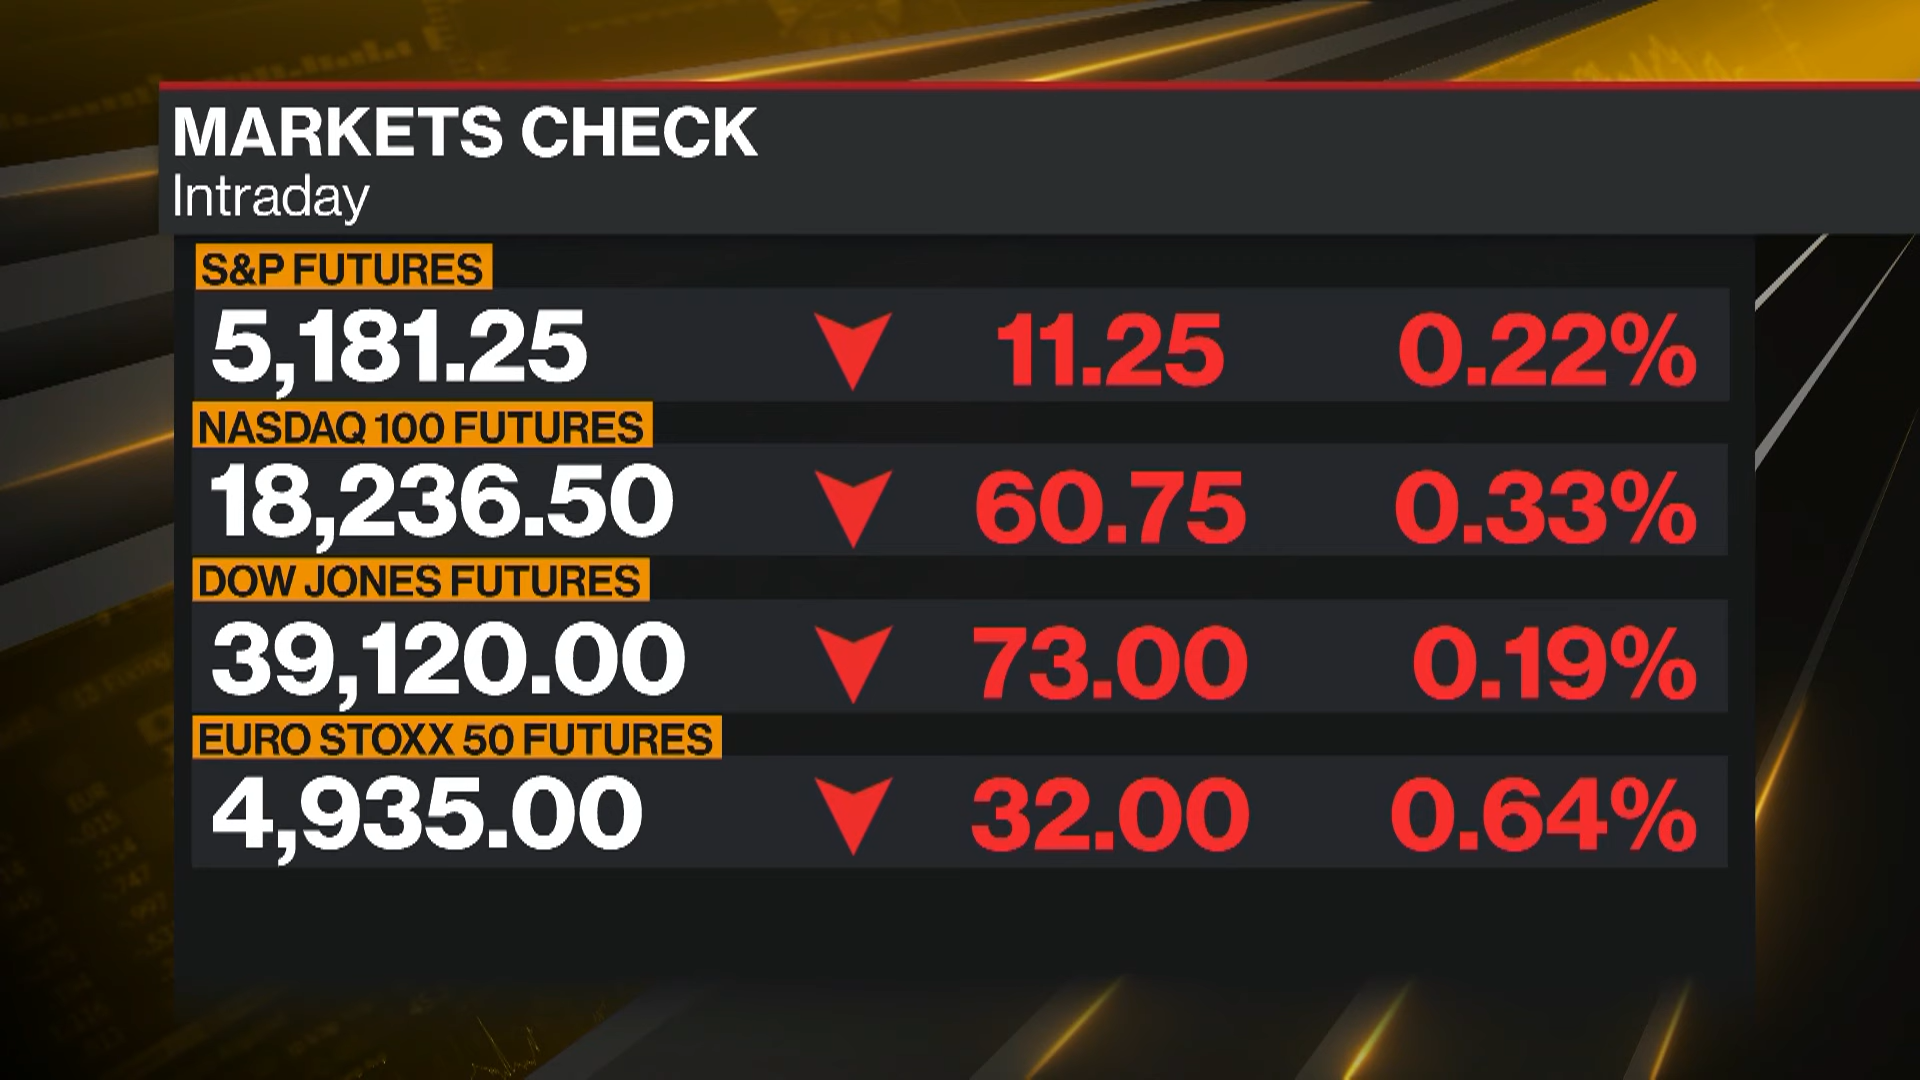 MARKETS CHECK
Intraday
S&P FUTURES
5,181.25 11.25 0.22%
NASDAQ 100 FUTURES
18,236.50 60.75 0.33%
DOW JONES FUTURES
39,120.00 73.00 0.19%
EURO STOXX 50 FUTURES
4,935.00 32.00 0.64%